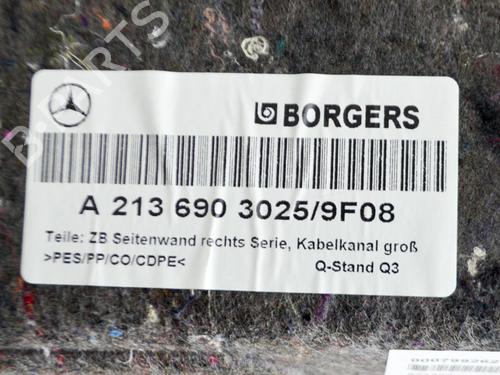 BORGERS
A 213 690 3025/9F08
Teile: ZB Seitenwand rechts Serie, Kabelkanal groß
>PES/PP/CO/CDPE<
Q-Stand Q3